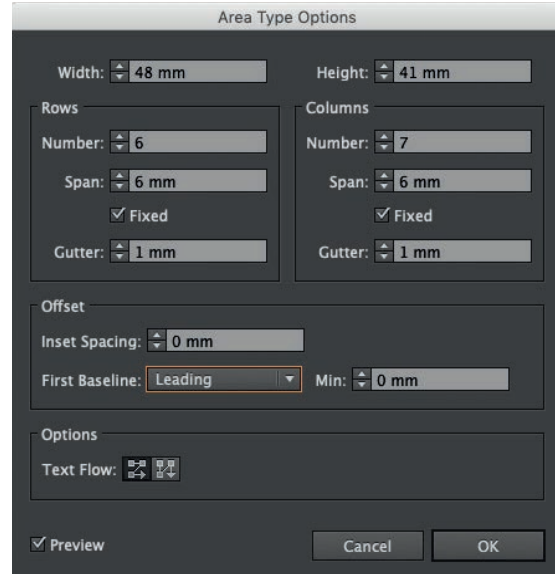 Area Type Options
Width: 48 mm Height: 41 mm
Rows
Number: 6
Span: 6 mm
Fixed
Gutter: 1 mm
Columns
Number: 7
Span: 6 mm
Fixed
Gutter: 1 mm
Offset
Inset Spacing: 0 mm
First Baseline: Leading Min: 0 mm
Options
Text Flow:
Preview Cancel OK